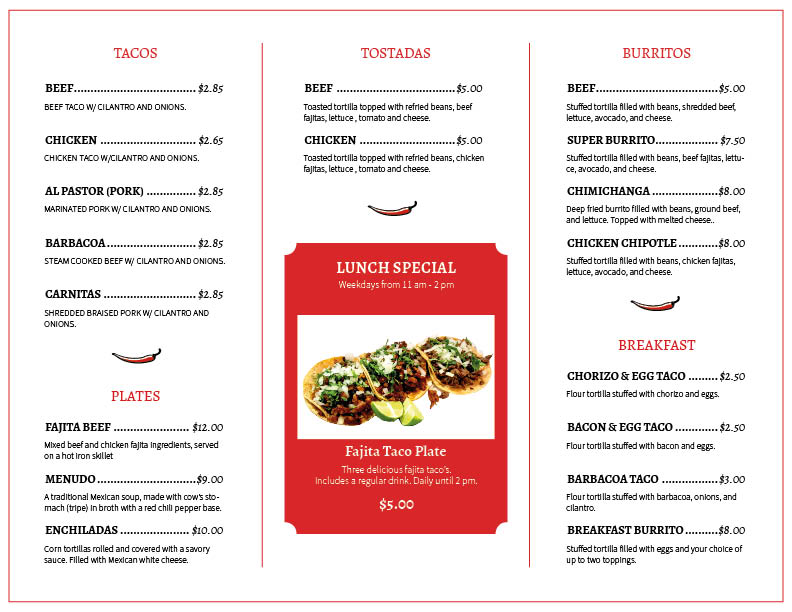 TACOS
BEEF.................................... $2.85
BEEF TACO W/ CILANTRO AND ONIONS.
CHICKEN ............................. $2.65
CHICKEN TACO W/CILANTRO AND ONIONS.
AL PASTOR (PORK) ............... $2.85
MARINATED PORK W/ CILANTRO AND ONIONS.
BARBACOA........................... $2.85
STEAM COOKED BEEF W/ CILANTRO AND ONIONS.
CARNITAS ............................ $2.85
SHREDDED BRAISED PORK W/ CILANTRO AND
ONIONS.
PLATES
FAJITA BEEF ....................... $12.00
Mixed beef and chicken fajita ingredients, served
on a hot iron skillet
MENUDO..............................$9.00
A traditional Mexican soup, made with cow's sto-
mach (tripe) in broth with a red chili pepper base.
ENCHILADAS ..................... $10.00
Corn tortillas rolled and covered with a savory
sauce. Filled with Mexican white cheese.
TOSTADAS
BEEF ...................................$5.00
Toasted tortilla topped with refried beans, beef
fajitas, lettuce , tomato and cheese.
CHICKEN .............................$5.00
Toasted tortilla topped with refried beans, chicken
fajitas, lettuce , tomato and cheese.
LUNCH SPECIAL
Weekdays from 11 am - 2 pm
Fajita Taco Plate
Three delicious fajita taco's.
Includes a regular drink. Daily until 2 pm.
$5.00
BURRITOS
BEEF....................................$5.00
Stuffed tortilla filled with beans, shredded beef,
lettuce, avocado, and cheese.
SUPER BURRITO................... $7.50
Stuffed tortilla filled with beans, beef fajitas, lettu-
ce, avocado, and cheese.
CHIMICHANGA ....................$8.00
Deep fried burrito filled with beans, ground beef,
and lettuce. Topped with melted cheese..
CHICKEN CHIPOTLE ............$8.00
Stuffed tortilla filled with beans, chicken fajitas,
lettuce, avocado, and cheese.
BREAKFAST
CHORIZO & EGG TACO ......... $2.50
Flour tortilla stuffed with chorizo and eggs.
BACON & EGG TACO ............. $2.50
Flour tortilla stuffed with bacon and eggs.
BARBACOA TACO ................. $3.00
Flour tortilla stuffed with barbacoa, onions, and
cilantro.
BREAKFAST BURRITO ..........$8.00
Stuffed tortilla filled with eggs and your choice of
up to two toppings.